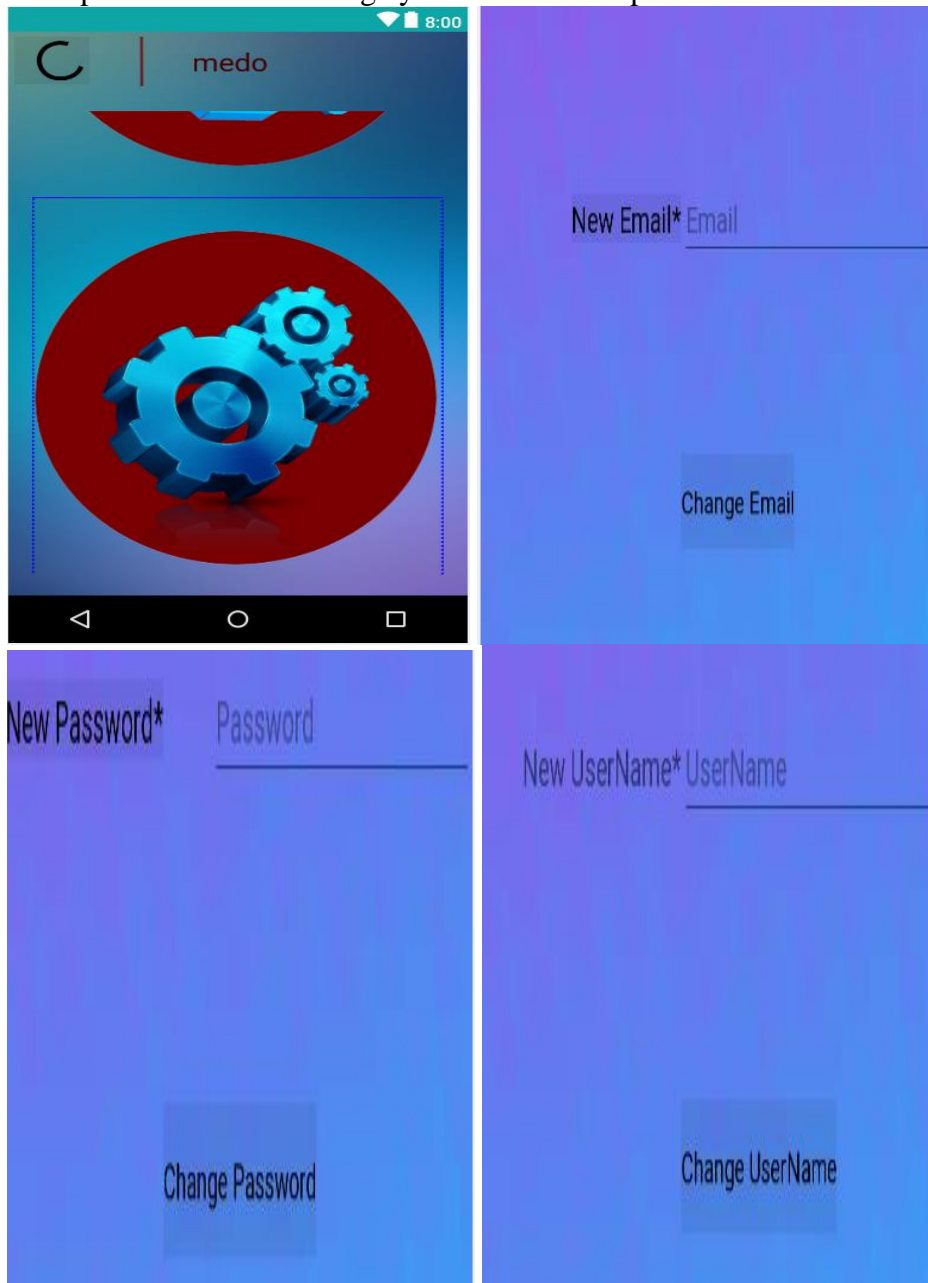 8:00
medo
New Email* Email
Change Email
New Password* Password
Change Password
New UserName* UserName
Change UserName